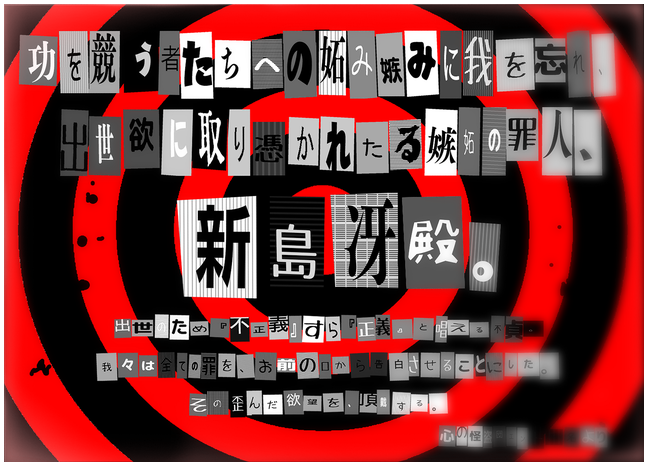 功を競う者たちへの妬み嫉みに我を忘れ、
出世欲に取り憑かれたる嫉妬の罪人、
新島冴殿。
出世のため『不正義』すら『正義』と唱える不貞の
我々は全ての罪を、お前の口から告白させることにした。
その歪んだ欲望を、頂戴する。
心の怪